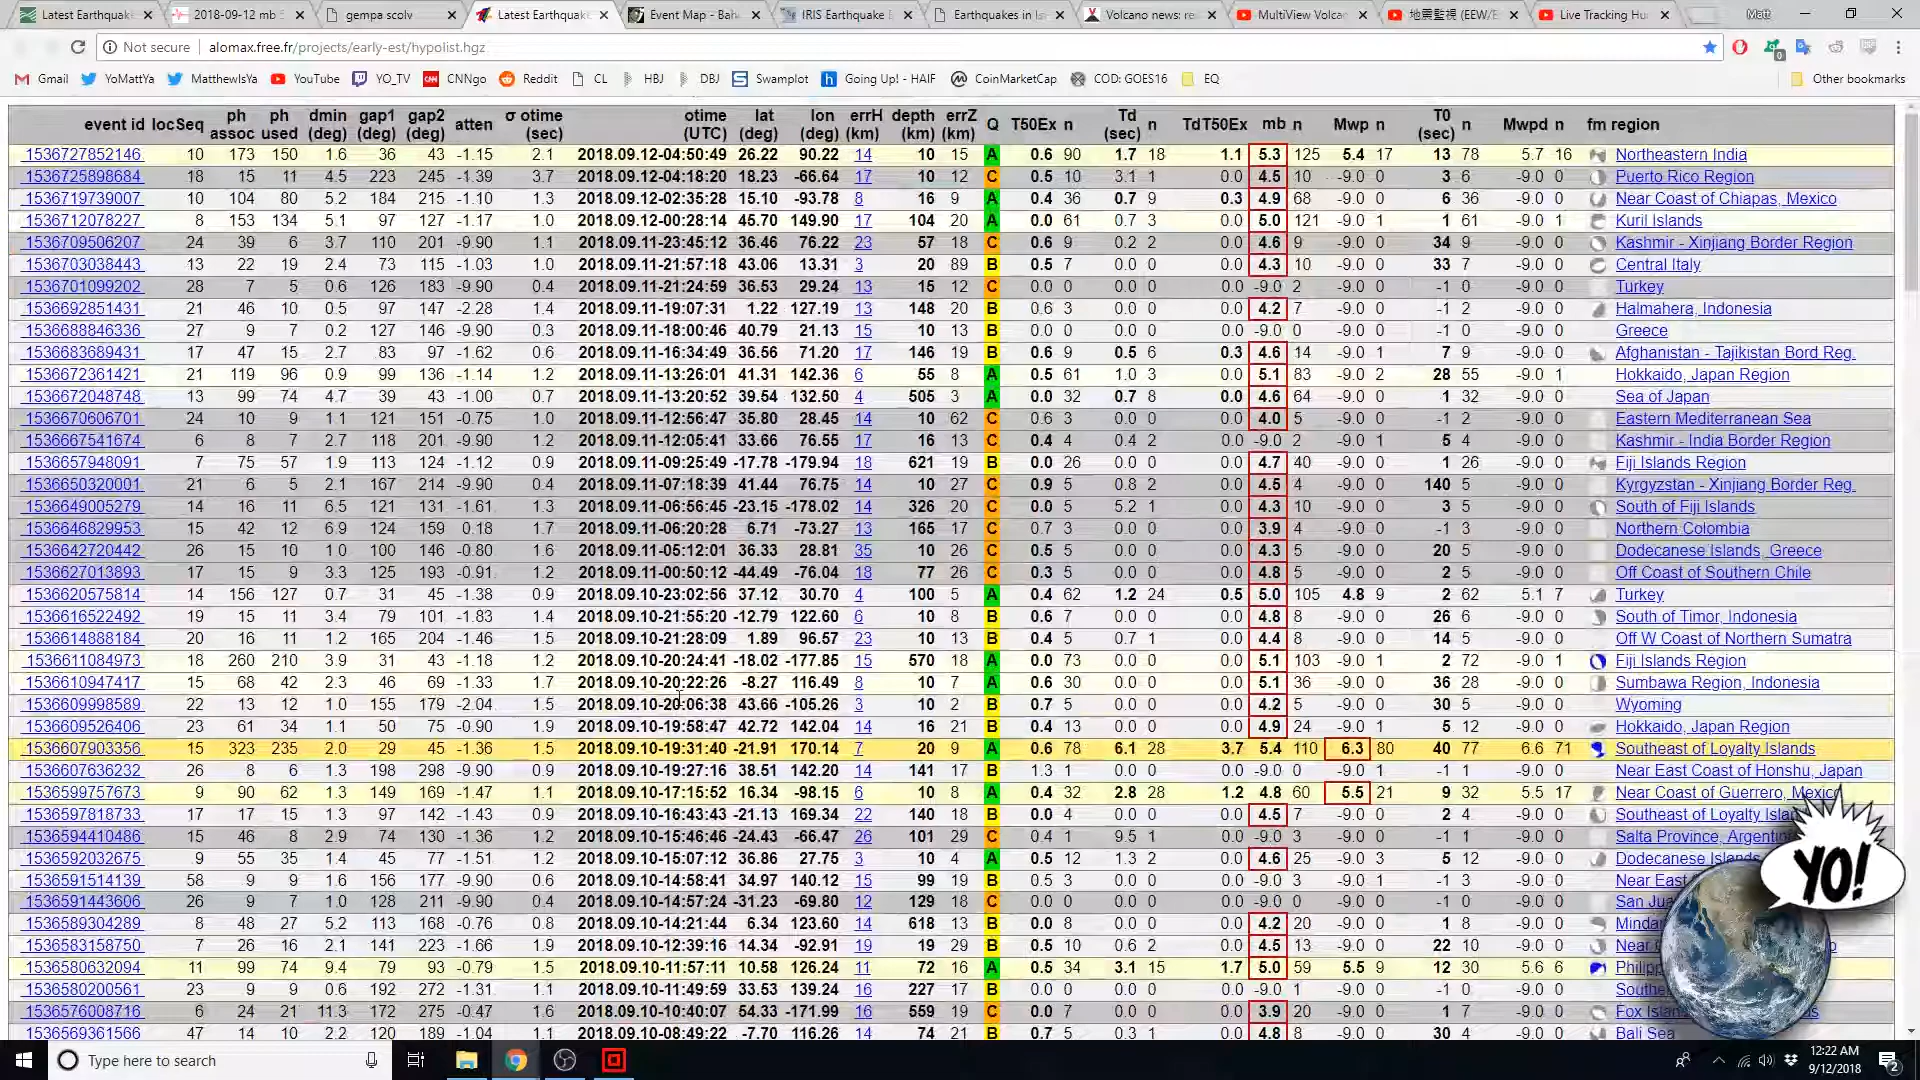 Latest Earthquak
2018-09-12 mb 5
gempa scolv
Latest Earthquak
Event Map - Bah
IRIS Earthquake
Earthquakes in Is
Volcano news: re
MultiView Volcan
地震監視 (EEW/E
Live Tracking Hu
Matt
Not secure | alomax.free.fr/projects/early-est/hypolist.hgz
Gmail YoMattYa MatthewIsYa YouTube YO_TV CNNgo Reddit CL HBJ DBJ Swamplot Going Up! - HAIF CoinMarketCap COD: GOES16 EQ Other bookmarks
event id locSeq ph assoc ph used dmin (deg) gap1 (deg) gap2 (deg) atten σ otime (sec) otime (UTC) lat (deg) lon (deg) errH (km) depth (km) errZ (km) Q T50Ex n Td (sec) n TdT50Ex mb n Mwp n T0 (sec) n Mwpd n fm region
1536727852146 10 173 150 1.6 36 43 -1.15 2.1 2018.09.12-04:50:49 26.22 90.22 14 10 15 A 0.6 90 1.7 18 1.1 5.3 125 5.4 17 13 78 5.7 16 Northeastern India
1536725898684 18 15 11 4.5 223 245 -1.39 3.7 2018.09.12-04:18:20 18.23 -66.64 17 10 12 C 0.5 10 3.1 1 0.0 4.5 10 -9.0 0 3 6 -9.0 0 Puerto Rico Region
1536719739007 10 104 80 5.2 184 215 -1.10 1.3 2018.09.12-02:35:28 15.10 -93.78 8 16 9 A 0.4 36 0.7 9 0.3 4.9 68 -9.0 0 6 36 -9.0 0 Near Coast of Chiapas, Mexico
1536712078227 8 153 134 5.1 97 127 -1.17 1.0 2018.09.12-00:28:14 45.70 149.90 17 104 20 A 0.0 61 0.7 3 0.0 5.0 121 -9.0 1 1 61 -9.0 1 Kuril Islands
1536709506207 24 39 6 3.7 110 201 -9.90 1.1 2018.09.11-23:45:12 36.46 76.22 23 57 18 C 0.6 9 0.2 2 0.0 4.6 9 -9.0 0 34 9 -9.0 0 Kashmir - Xinjiang Border Region
1536703038443 13 22 19 2.4 73 115 -1.03 1.0 2018.09.11-21:57:18 43.06 13.31 3 20 89 B 0.5 7 0.0 0 0.0 4.3 10 -9.0 0 33 7 -9.0 0 Central Italy
1536701099202 28 7 5 0.6 126 183 -9.90 0.4 2018.09.11-21:24:59 36.53 29.24 13 15 12 C 0.0 0 0.0 0 0.0 -9.0 2 -9.0 0 -1 0 -9.0 0 Turkey
1536692851431 21 46 10 0.5 97 147 -2.28 1.4 2018.09.11-19:07:31 1.22 127.19 13 148 20 B 0.6 3 0.0 0 0.0 4.2 7 -9.0 0 -1 2 -9.0 0 Halmahera, Indonesia
1536688846336 27 9 7 0.2 127 146 -9.90 0.3 2018.09.11-18:00:46 40.79 21.13 15 10 13 B 0.0 0 0.0 0 0.0 -9.0 0 -9.0 0 -1 0 -9.0 0 Greece
1536683689431 17 47 15 2.7 83 97 -1.62 0.6 2018.09.11-16:34:49 36.56 71.20 17 146 19 B 0.6 9 0.5 6 0.3 4.6 14 -9.0 1 7 9 -9.0 0 Afghanistan - Tajikistan Bord Reg.
1536672361421 21 119 96 0.9 99 136 -1.14 1.2 2018.09.11-13:26:01 41.31 142.36 6 55 8 A 0.5 61 1.0 3 0.0 5.1 83 -9.0 2 28 55 -9.0 1 Hokkaido, Japan Region
1536672048748 13 99 74 4.7 39 43 -1.00 0.7 2018.09.11-13:20:52 39.54 132.50 4 505 3 A 0.0 32 0.7 8 0.0 4.6 64 -9.0 0 1 32 -9.0 0 Sea of Japan
1536670606701 24 10 9 1.1 121 151 -0.75 1.0 2018.09.11-12:56:47 35.80 28.45 14 10 62 C 0.6 3 0.0 0 0.0 4.0 5 -9.0 0 -1 2 -9.0 0 Eastern Mediterranean Sea
1536667541674 6 8 7 2.7 118 201 -9.90 1.2 2018.09.11-12:05:41 33.66 76.55 17 16 13 C 0.4 4 0.4 2 0.0 -9.0 2 -9.0 1 5 4 -9.0 0 Kashmir - India Border Region
1536657948091 7 75 57 1.9 113 124 -1.12 0.9 2018.09.11-09:25:49 -17.78 -179.94 18 621 19 B 0.0 26 0.0 0 0.0 4.7 40 -9.0 0 1 26 -9.0 0 Fiji Islands Region
1536650320001 21 6 5 2.1 167 214 -9.90 0.4 2018.09.11-07:18:39 41.44 76.75 14 10 27 C 0.9 5 0.8 2 0.0 4.5 4 -9.0 0 140 5 -9.0 0 Kyrgyzstan - Xinjiang Border Reg.
1536649005279 14 16 11 6.5 121 131 -1.61 1.3 2018.09.11-06:56:45 -23.15 -178.02 14 326 20 C 0.0 5 5.2 1 0.0 4.3 10 -9.0 0 3 5 -9.0 0 South of Fiji Islands
1536646829953 15 42 12 6.9 124 159 0.18 1.7 2018.09.11-06:20:28 6.71 -73.27 13 165 17 C 0.7 3 0.0 0 0.0 3.9 4 -9.0 0 -1 3 -9.0 0 Northern Colombia
1536642720442 26 15 10 1.0 100 146 -0.80 1.6 2018.09.11-05:12:01 36.33 28.81 35 10 26 C 0.5 5 0.0 0 0.0 4.3 5 -9.0 0 20 5 -9.0 0 Dodecanese Islands, Greece
1536627013893 17 15 9 3.3 125 193 -0.91 1.2 2018.09.11-00:50:12 -44.49 -76.04 18 77 26 C 0.3 5 0.0 0 0.0 4.8 5 -9.0 0 2 5 -9.0 0 Off Coast of Southern Chile
1536620575814 14 156 127 0.7 31 45 -1.38 0.9 2018.09.10-23:02:56 37.12 30.70 4 100 5 A 0.4 62 1.2 24 0.5 5.0 105 4.8 9 2 62 5.1 7 Turkey
1536616522492 19 15 11 3.4 79 101 -1.83 1.4 2018.09.10-21:55:20 -12.79 122.60 6 10 8 B 0.6 7 0.0 0 0.0 4.8 8 -9.0 0 26 6 -9.0 0 South of Timor, Indonesia
1536614888184 20 16 11 1.2 165 204 -1.46 1.5 2018.09.10-21:28:09 1.89 96.57 23 10 13 B 0.4 5 0.7 1 0.0 4.4 8 -9.0 0 14 5 -9.0 0 Off W Coast of Northern Sumatra
1536611084973 18 260 210 3.9 31 43 -1.18 1.2 2018.09.10-20:24:41 -18.02 -177.85 15 570 18 A 0.0 73 0.0 0 0.0 5.1 103 -9.0 1 2 72 -9.0 1 Fiji Islands Region
1536610947417 15 68 42 2.3 46 69 -1.33 1.7 2018.09.10-20:22:26 -8.27 116.49 8 10 7 A 0.6 30 0.0 0 0.0 5.1 36 -9.0 0 36 28 -9.0 0 Sumbawa Region, Indonesia
1536609998589 22 13 12 1.0 155 179 -2.04 1.5 2018.09.10-20:06:38 43.66 -105.26 3 10 2 B 0.7 5 0.0 0 0.0 4.2 5 -9.0 0 30 5 -9.0 0 Wyoming
1536609526406 23 61 34 1.1 50 75 -0.90 1.9 2018.09.10-19:58:47 42.72 142.04 14 16 21 B 0.4 13 0.0 0 0.0 4.9 24 -9.0 1 5 12 -9.0 0 Hokkaido, Japan Region
1536607903356 15 323 235 2.0 29 45 -1.36 1.5 2018.09.10-19:31:40 -21.91 170.14 7 20 9 A 0.6 78 6.1 28 3.7 5.4 110 6.3 80 40 77 6.6 71 Southeast of Loyalty Islands
1536607636232 26 8 6 1.3 198 298 -9.90 0.9 2018.09.10-19:27:16 38.51 142.20 14 141 17 B 1.3 1 0.0 0 0.0 -9.0 0 -9.0 1 -1 1 -9.0 0 Near East Coast of Honshu, Japan
1536599757673 9 90 62 1.3 149 169 -1.47 1.1 2018.09.10-17:15:52 16.34 -98.15 6 10 8 A 0.4 32 2.8 28 1.2 4.8 60 5.5 21 9 32 5.5 17 Near Coast of Guerrero, Mexico
1536597818733 17 17 15 1.3 97 142 -1.43 0.9 2018.09.10-16:43:43 -21.13 169.34 22 140 18 B 0.0 4 0.0 0 0.0 4.5 7 -9.0 0 2 4 -9.0 0 Southeast of Loyalty Isla
1536594410486 15 46 8 2.9 74 130 -1.36 1.2 2018.09.10-15:46:46 -24.43 -66.47 26 101 29 C 0.4 1 9.5 1 0.0 -9.0 3 -9.0 0 -1 1 -9.0 0 Salta Province, Argentin
1536592032675 9 55 35 1.4 45 77 -1.51 1.2 2018.09.10-15:07:12 36.86 27.75 3 10 4 A 0.5 12 1.3 2 0.0 4.6 25 -9.0 3 5 12 -9.0 0 Dodecanese Islands
1536591514139 58 9 9 1.6 156 177 -9.90 0.6 2018.09.10-14:58:41 34.97 140.12 15 99 19 B 0.5 3 0.0 0 0.0 -9.0 3 -9.0 1 -1 3 -9.0 0 Near East
1536591443606 26 9 7 1.0 128 211 -9.90 0.4 2018.09.10-14:57:24 -31.23 -69.80 12 129 18 C 0.0 0 0.0 0 0.0 -9.0 0 -9.0 0 -1 0 -9.0 0 San Jua
1536589304289 8 48 27 5.2 113 168 -0.76 0.8 2018.09.10-14:21:44 6.34 123.60 14 618 13 B 0.0 8 0.0 0 0.0 4.2 20 -9.0 0 1 8 -9.0 0 Mindan
1536583158750 7 26 16 2.1 141 223 -1.66 1.9 2018.09.10-12:39:16 14.34 -92.91 19 19 29 B 0.5 10 0.6 2 0.0 4.5 13 -9.0 0 22 10 -9.0 0 Near
1536580632094 11 99 74 9.4 79 93 -0.79 1.5 2018.09.10-11:57:11 10.58 126.24 11 72 16 A 0.5 34 3.1 15 1.7 5.0 59 5.5 9 12 30 5.6 6 Philip
1536580200561 23 9 9 0.6 192 272 -1.31 1.1 2018.09.10-11:49:59 33.53 139.24 16 227 17 B 0.0 0 0.0 0 0.0 -9.0 1 -9.0 0 -1 0 -9.0 0 Southe
1536576008716 6 24 21 11.3 172 275 -0.47 1.6 2018.09.10-10:40:07 54.33 -171.99 16 559 19 C 0.0 7 0.0 0 0.0 3.9 20 -9.0 0 1 7 -9.0 0 Fox Islan
1536569361566 47 14 10 2.2 120 189 -1.04 1.1 2018.09.10-08:49:22 -7.70 116.26 14 74 21 B 0.7 5 0.3 1 0.0 4.8 8 -9.0 0 30 4 -9.0 0 Bali Sea
YO!
Type here to search
12:22 AM
9/12/2018
2